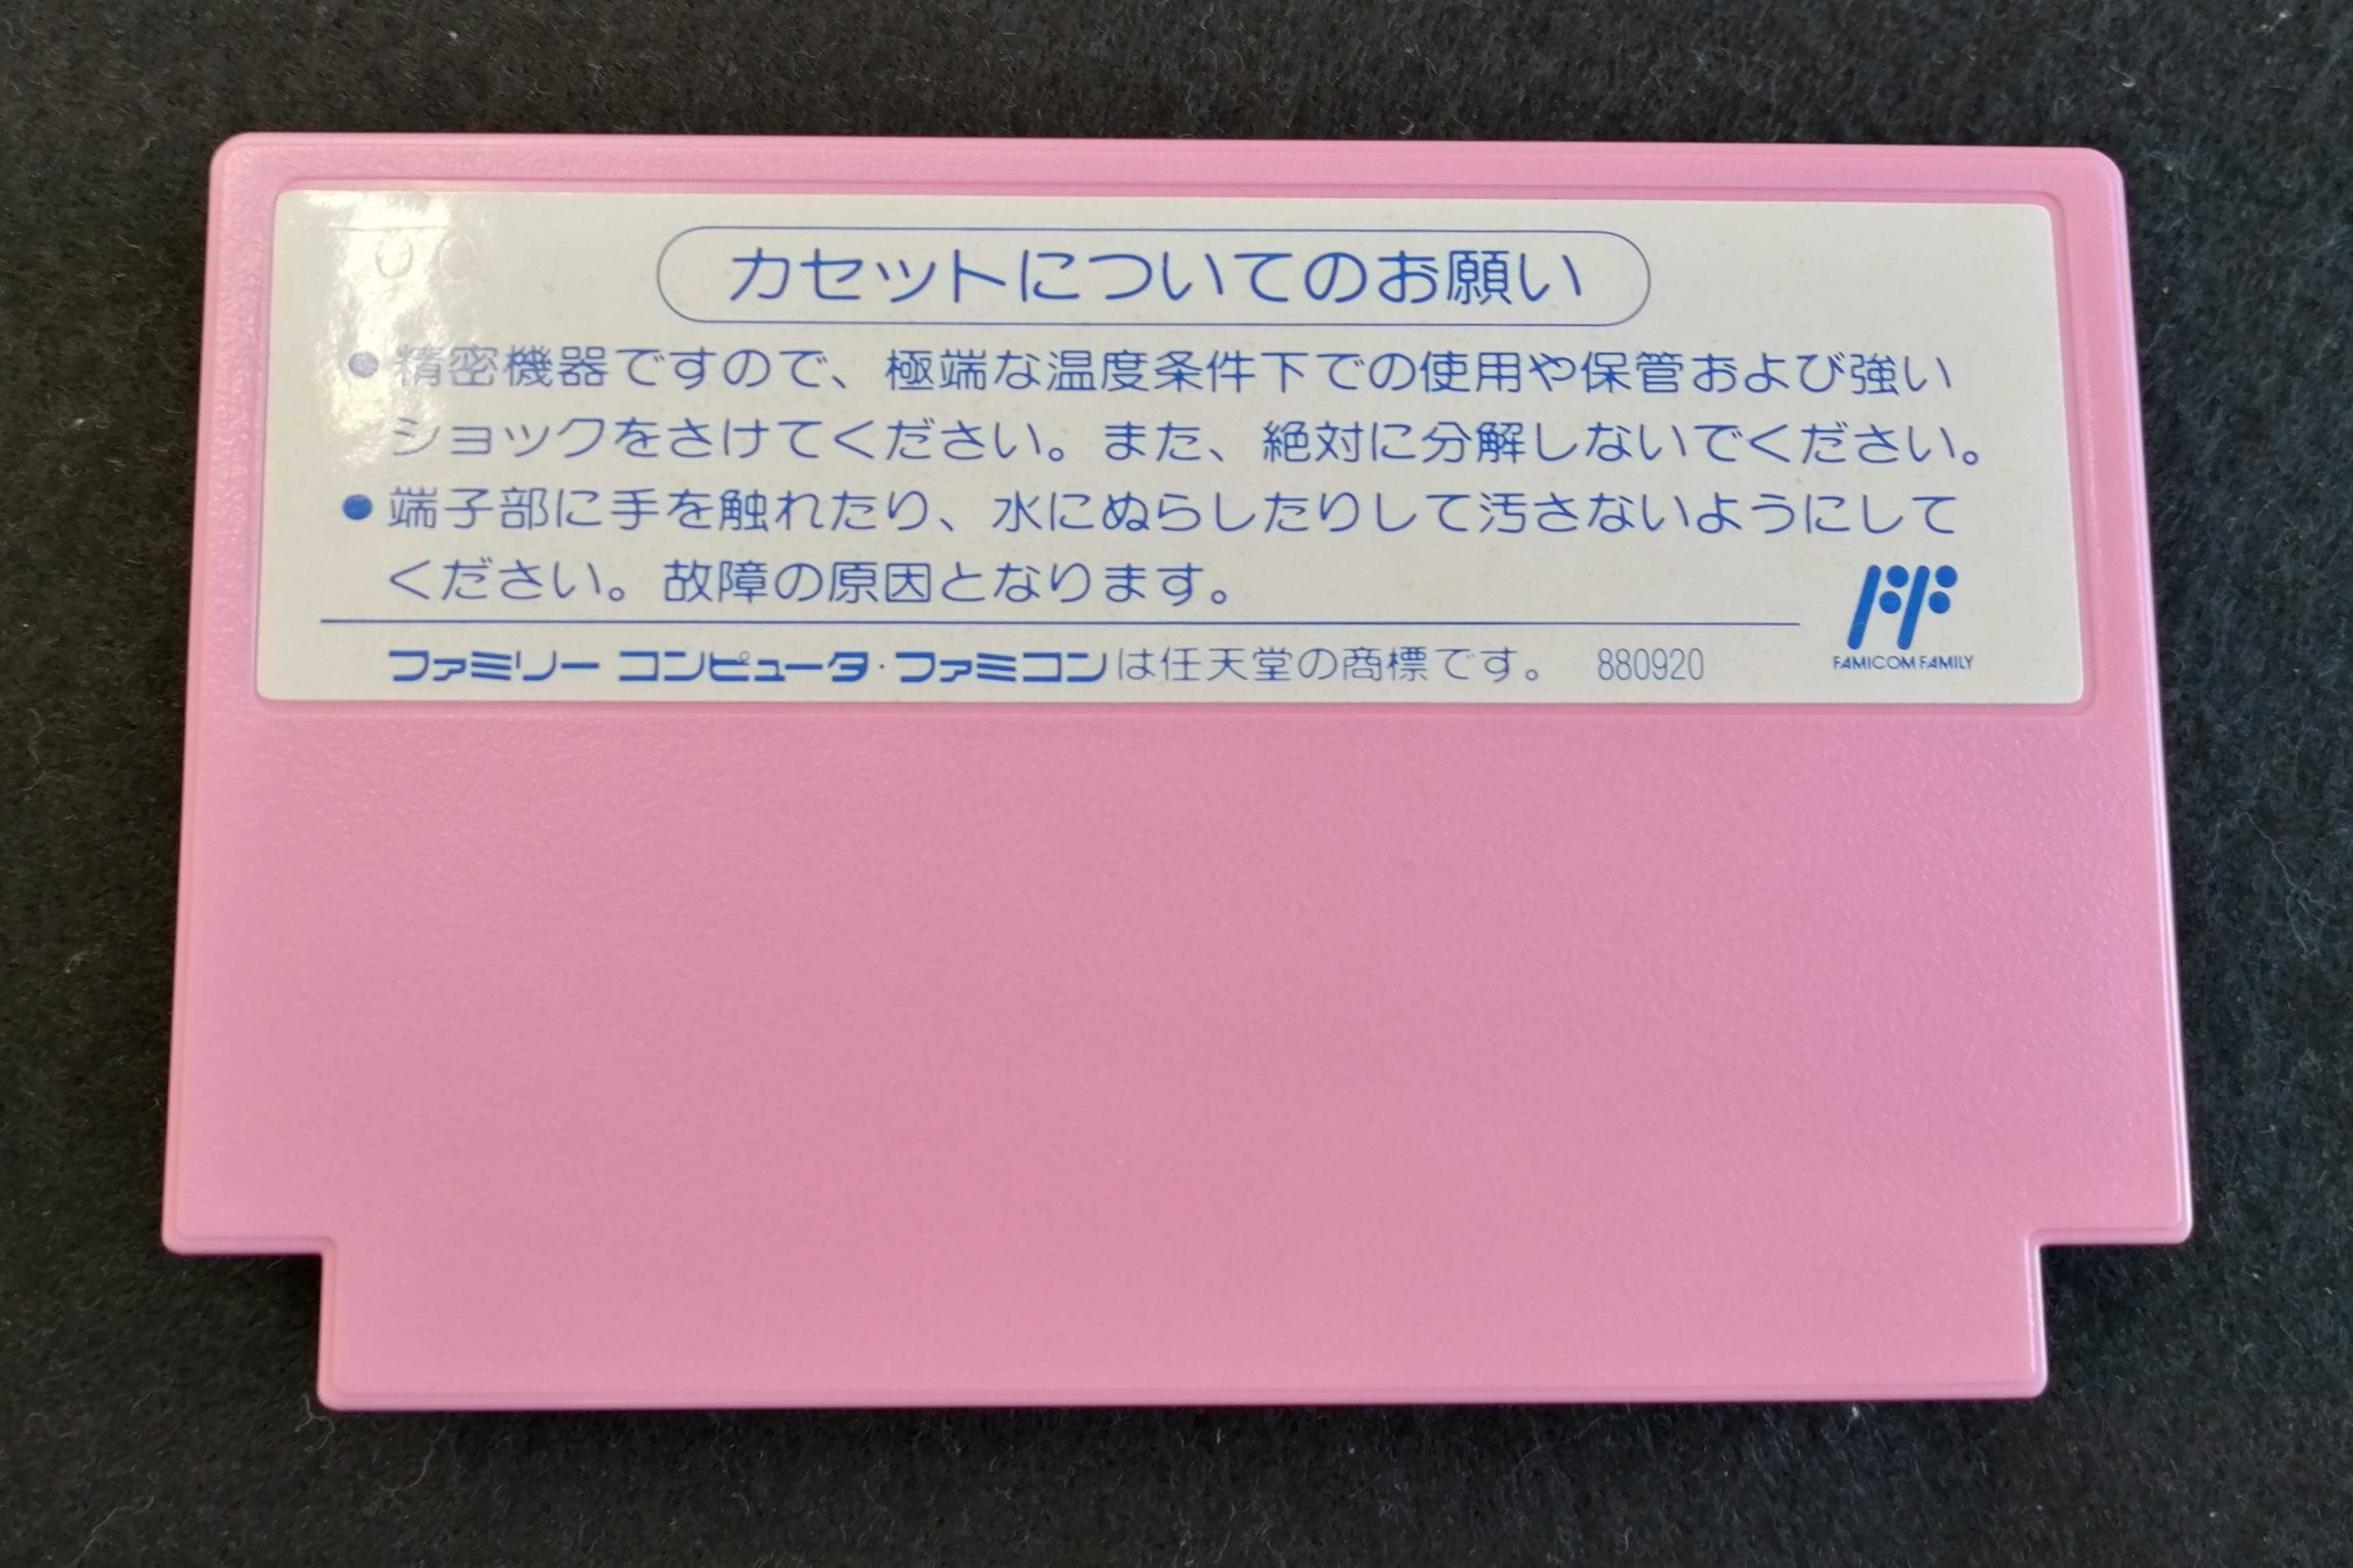 カセットについてのお願い
●精密機器ですので、極端な温度条件下での使用や保管および強い
ショックをさけてください。また、絶対に分解しないでください。
●端子部に手を触れたり、水にぬらしたりして汚さないようにして
ください。故障の原因となります。
ファミリー コンピュータ・ファミコンは任天堂の商標です。 880920
FAMICOM FAMILY